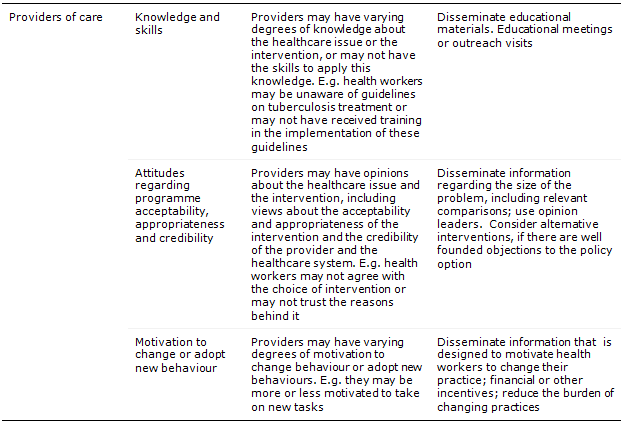 Providers of care
Knowledge and
skills
Providers may have varying
degrees of knowledge about
the healthcare issue or the
intervention, or may not have
the skills to apply this
knowledge. E.g. health workers
may be unaware of guidelines
on tuberculosis treatment or
may not have received training
in the implementation of these
guidelines
Disseminate educational
materials. Educational meetings
or outreach visits
Attitudes
regarding
programme
acceptability,
appropriateness
and credibility
Providers may have opinions
about the healthcare issue and
the intervention, including
views about the acceptability
and appropriateness of the
intervention and the credibility
of the provider and the
healthcare system. E.g. health
workers may not agree with
the choice of intervention or
may not trust the reasons
behind it
Disseminate information
regarding the size of the
problem, including relevant
comparisons; use opinion
leaders.  Consider alternative
interventions, if there are well
founded objections to the policy
option
Motivation to
change or adopt
new behaviour
Providers may have varying
degrees of motivation to
change behaviour or adopt new
behaviours. E.g. they may be
more or less motivated to take
on new tasks
Disseminate information that  is
designed to motivate health
workers to change their
practice; financial or other
incentives; reduce the burden of
changing practices